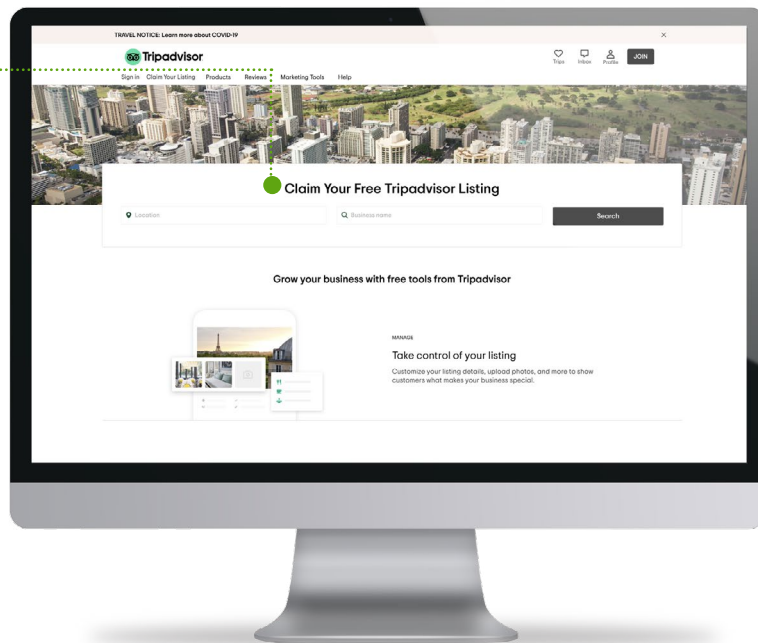 TRAVEL NOTICE: Learn more about COVID-19
Tripadvisor
Trips Inbox Profile JOIN
Sign in Claim Your Listing Products Reviews Marketing Tools Help
Claim Your Free Tripadvisor Listing
Location Business name Search
Grow your business with free tools from Tripadvisor
MANAGE
Take control of your listing
Customize your listing details, upload photos, and more to show
customers what makes your business special.